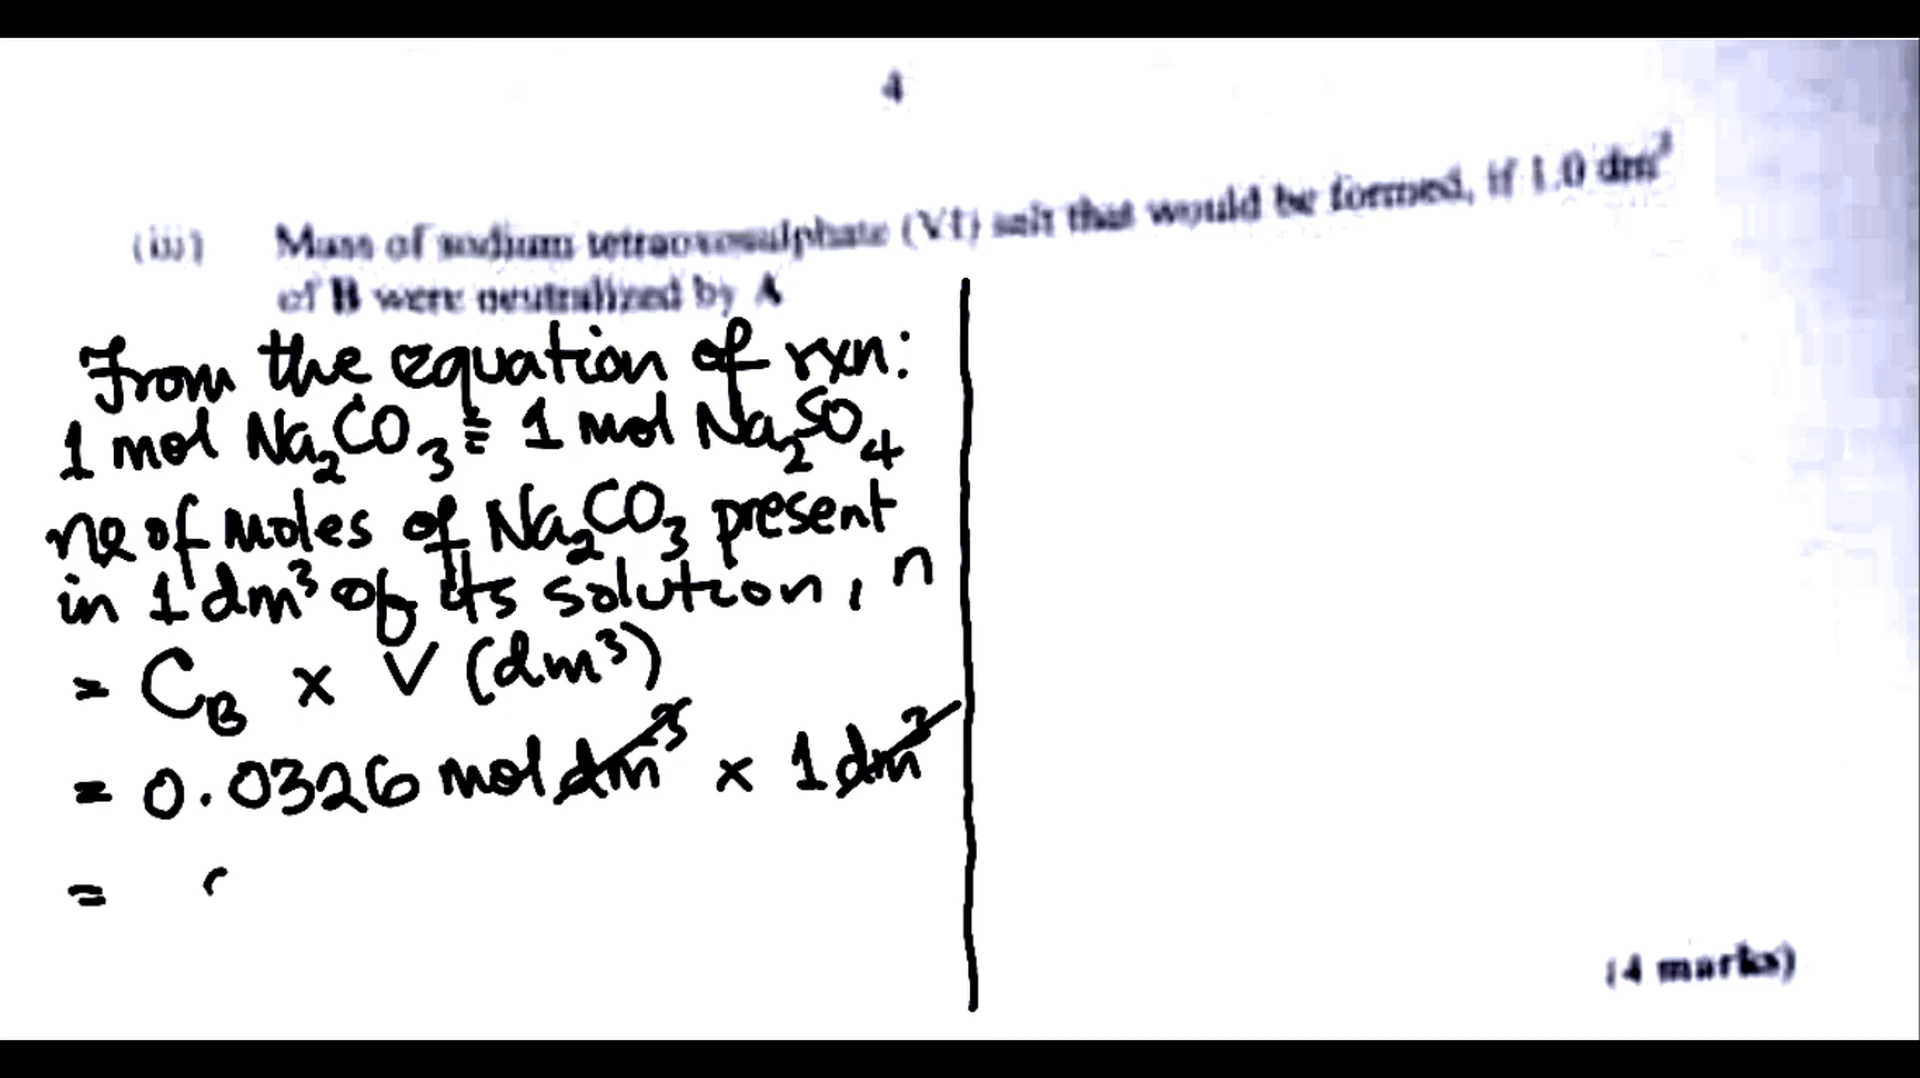 4
(iii) Mass of sodium tetraoxosulphate (VI) salt that would be formed, if 1.0 dm³
of B were neutralized by A
From the equation of rxn:
1 mol Na₂CO₃ ≡ 1 mol Na₂SO₄
no of moles of Na₂CO₃ present
in 1 dm³ of its solution, n
= C_B × V (dm³)
= 0.0326 mol dm⁻³ × 1 dm³
=
(4 marks)